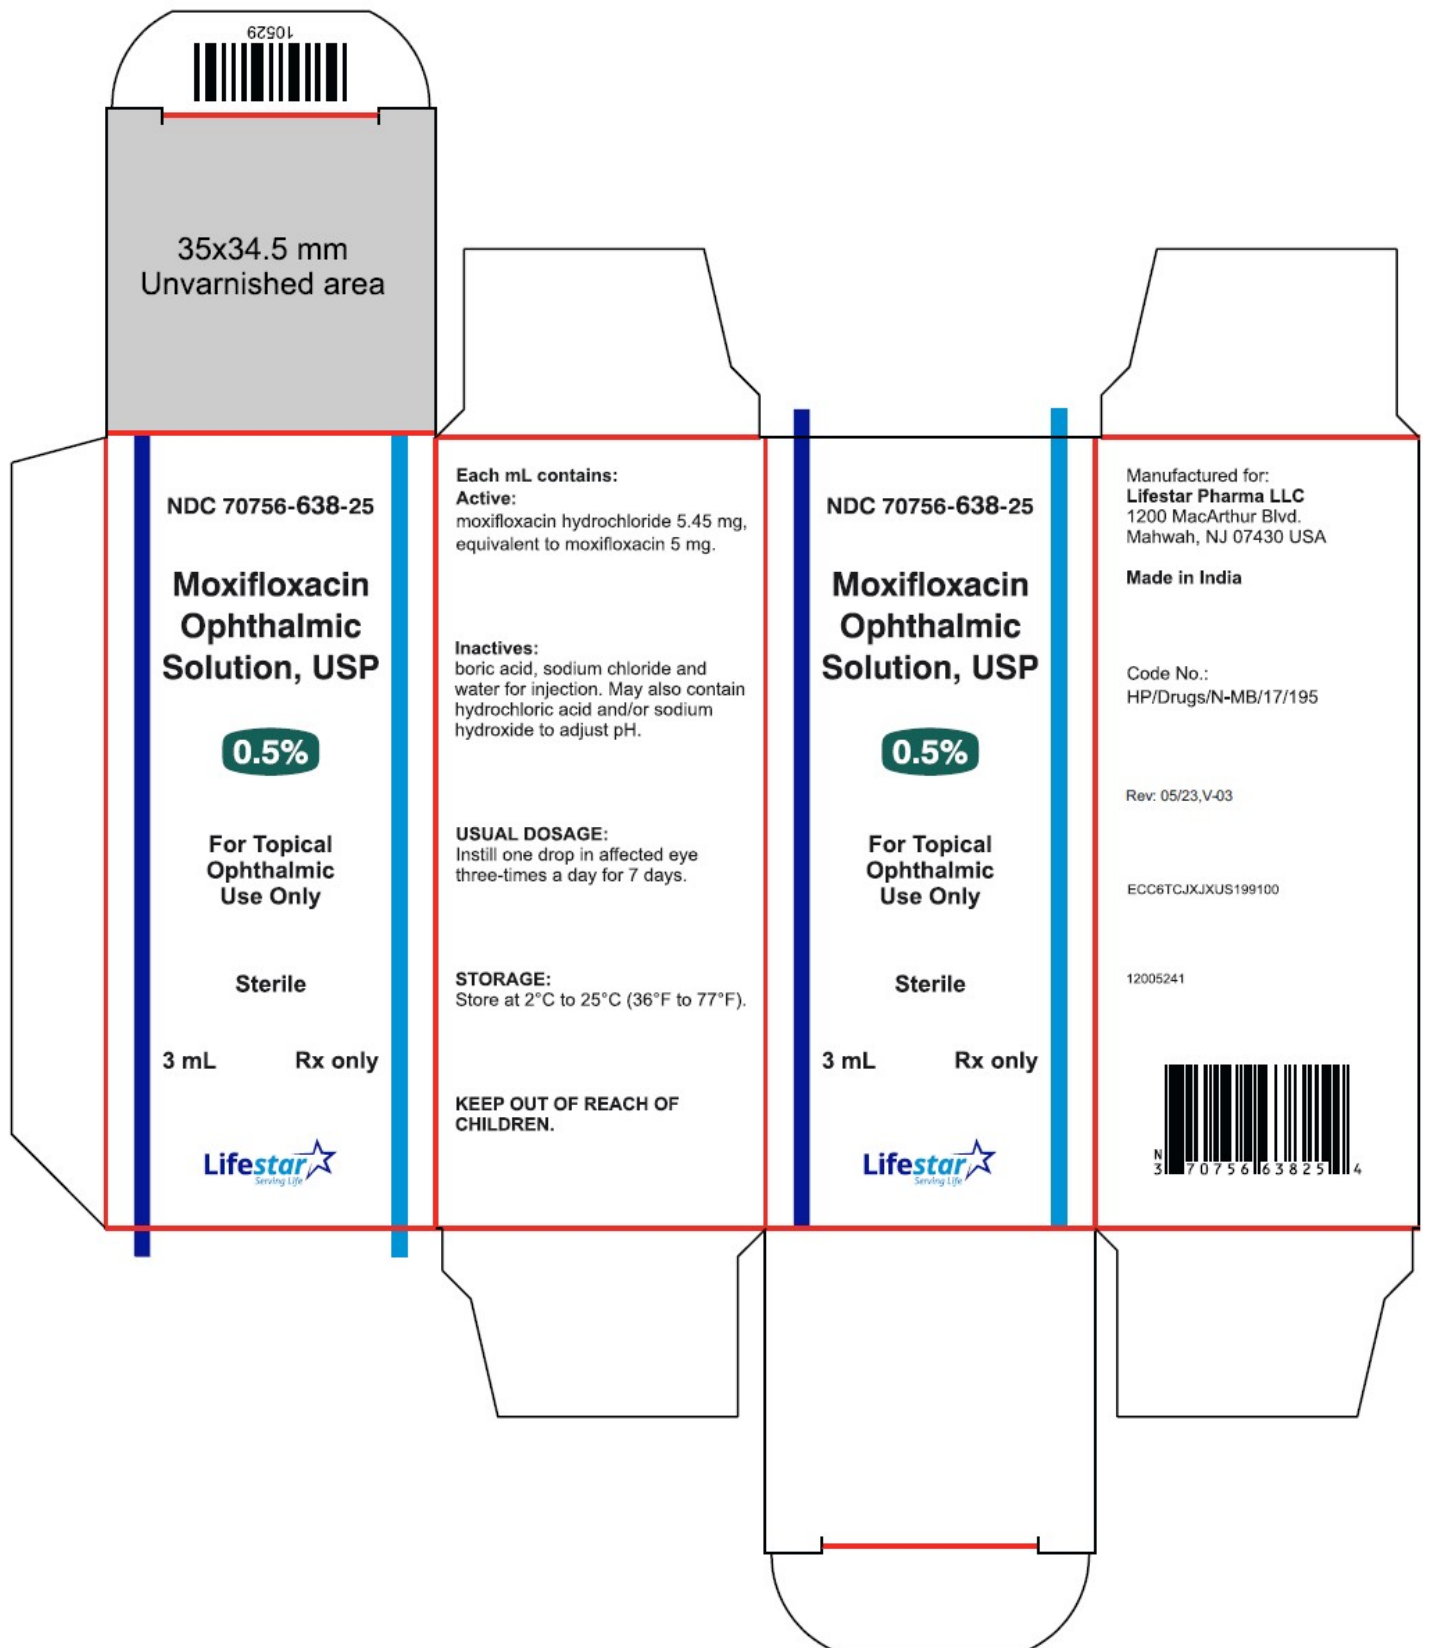 10529
35x34.5 mm
Unvarnished area
NDC 70756-638-25
Moxifloxacin
Ophthalmic
Solution, USP
0.5%
For Topical
Ophthalmic
Use Only
Sterile
3 mL Rx only
Lifestar
Serving Life
Each mL contains:
Active:
moxifloxacin hydrochloride 5.45 mg,
equivalent to moxifloxacin 5 mg.
Inactives:
boric acid, sodium chloride and
water for injection. May also contain
hydrochloric acid and/or sodium
hydroxide to adjust pH.
USUAL DOSAGE:
Instill one drop in affected eye
three-times a day for 7 days.
STORAGE:
Store at 2°C to 25°C (36°F to 77°F).
KEEP OUT OF REACH OF
CHILDREN.
NDC 70756-638-25
Moxifloxacin
Ophthalmic
Solution, USP
0.5%
For Topical
Ophthalmic
Use Only
Sterile
3 mL Rx only
Lifestar
Serving Life
Manufactured for:
Lifestar Pharma LLC
1200 MacArthur Blvd.
Mahwah, NJ 07430 USA
Made in India
Code No.:
HP/Drugs/N-MB/17/195
Rev: 05/23,V-03
ECC6TCJXJXUS199100
12005241
N
3 70756 63825 4